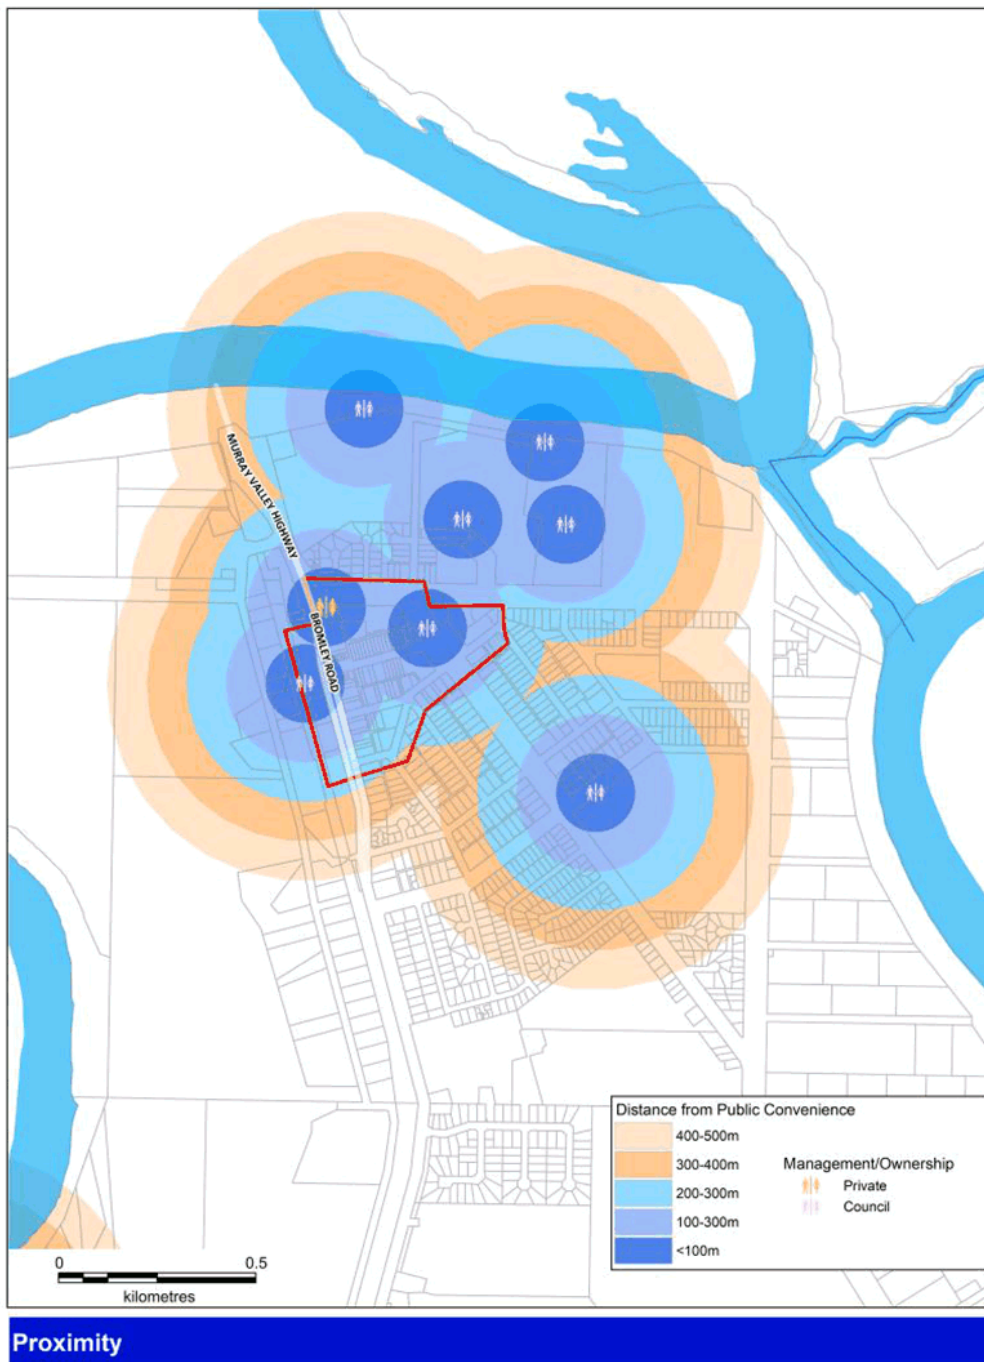 MURRAY VALLEY HIGHWAY
BROMLEY ROAD
Distance from Public Convenience
400-500m
300-400m
200-300m
100-300m
<100m
Management/Ownership
Private
Council
0 0.5
kilometres
Proximity